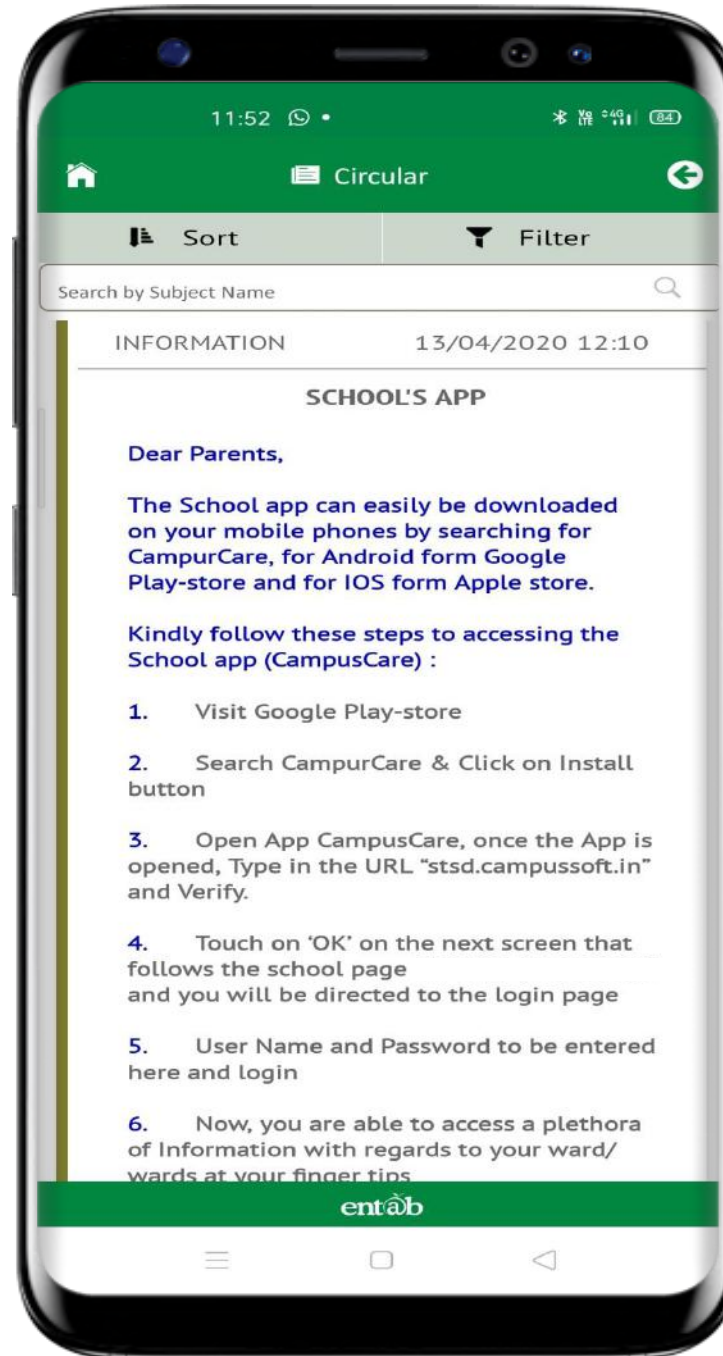 11:52
Vo LTE 4G 84
Circular
Sort Filter
Search by Subject Name
INFORMATION 13/04/2020 12:10
SCHOOL'S APP
Dear Parents,
The School app can easily be downloaded
on your mobile phones by searching for
CampurCare, for Android form Google
Play-store and for IOS form Apple store.
Kindly follow these steps to accessing the
School app (CampusCare) :
1. Visit Google Play-store
2. Search CampurCare & Click on Install
button
3. Open App CampusCare, once the App is
opened, Type in the URL “stsd.campussoft.in”
and Verify.
4. Touch on ‘OK’ on the next screen that
follows the school page
and you will be directed to the login page
5. User Name and Password to be entered
here and login
6. Now, you are able to access a plethora
of Information with regards to your ward/
wards at your finger tips
entab